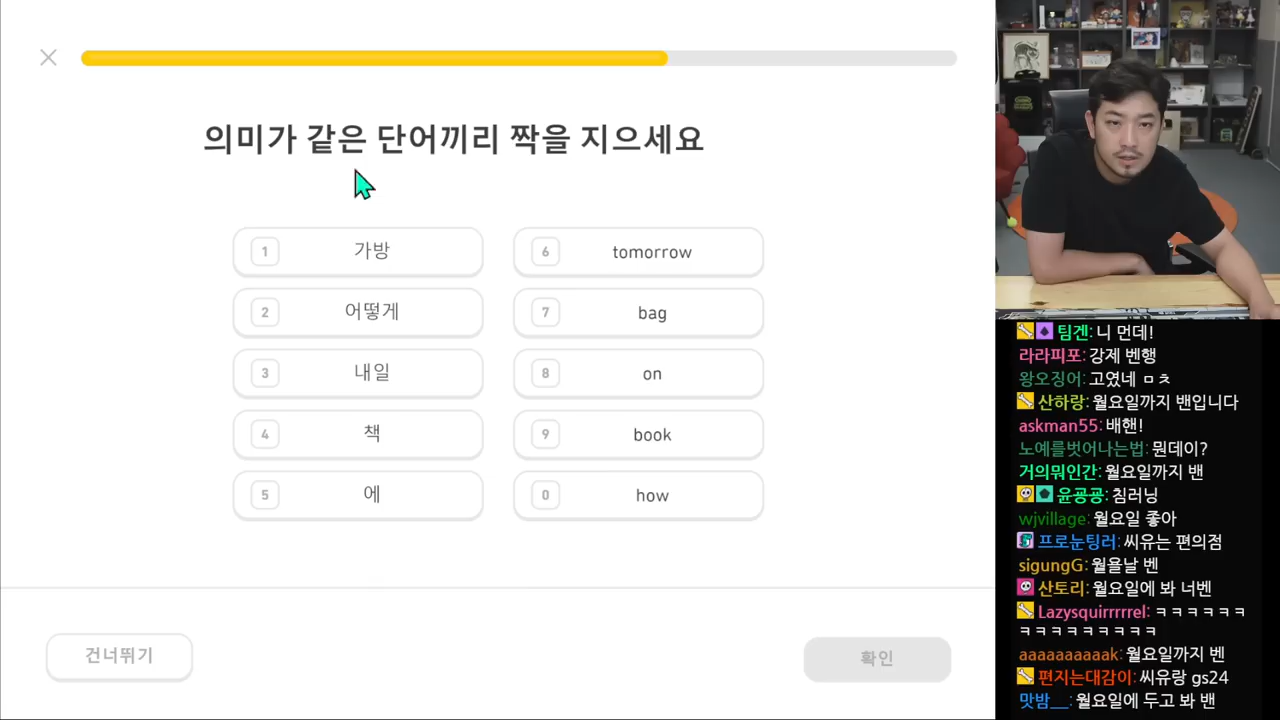 의미가 같은 단어끼리 짝을 지으세요
1 가방
2 어떻게
3 내일
4 책
5 에
6 tomorrow
7 bag
8 on
9 book
0 how
건너뛰기
확인
팀겐: 니 먼데!
라라피포: 강제 벤행
왕오징어: 고였네 ㅁㅊ
산하랑: 월요일까지 밴입니다
askman55: 배핸!
노예를벗어나는법: 뭔데이?
거의뭐인간: 월요일까지 밴
윤굥굥: 침러닝
wjvillage: 월요일 좋아
프로눈팅러: 씨유는 편의점
sigungG: 월욜날 벤
산토리: 월요일에 봐 너벤
Lazysquirrrrrel: ㅋㅋㅋㅋㅋㅋ
ㅋㅋㅋㅋㅋㅋㅋㅋㅋ
aaaaaaaaaak: 월요일까지 벤
편지는대감이: 씨유랑 gs24
맛밤__: 월요일에 두고 봐 밴